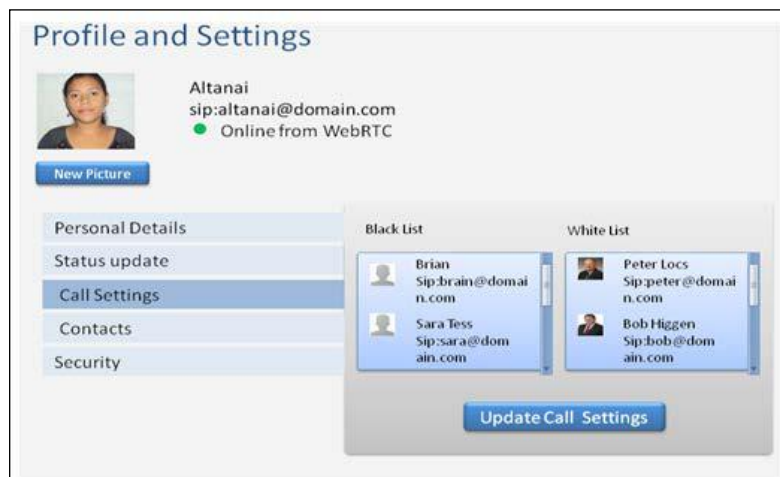 Profile and Settings
Altanai
sip:altanai@domain.com
Online from WebRTC
New Picture
Personal Details
Status update
Call Settings
Contacts
Security
Black List
Brian
Sip:brain@domai
n.com
Sara Tess
Sip:sara@dom
ain.com
White List
Peter Locs
Sip:peter@domai
n.com
Bob Higgen
Sip:bob@dom
ain.com
Update Call Settings